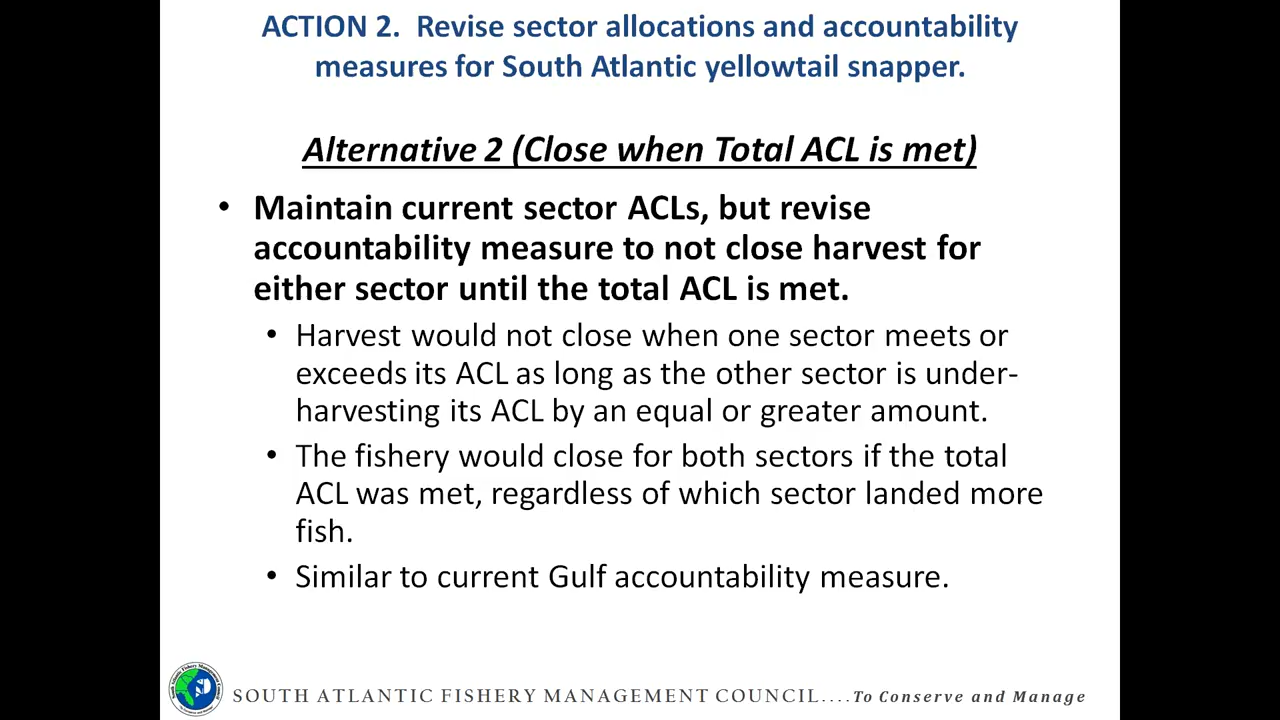 ACTION 2.  Revise sector allocations and accountability
measures for South Atlantic yellowtail snapper.
Alternative 2 (Close when Total ACL is met)
• Maintain current sector ACLs, but revise
accountability measure to not close harvest for
either sector until the total ACL is met.
• Harvest would not close when one sector meets or
exceeds its ACL as long as the other sector is under-
harvesting its ACL by an equal or greater amount.
• The fishery would close for both sectors if the total
ACL was met, regardless of which sector landed more
fish.
• Similar to current Gulf accountability measure.
SOUTH ATLANTIC FISHERY MANAGEMENT COUNCIL....To Conserve and Manage